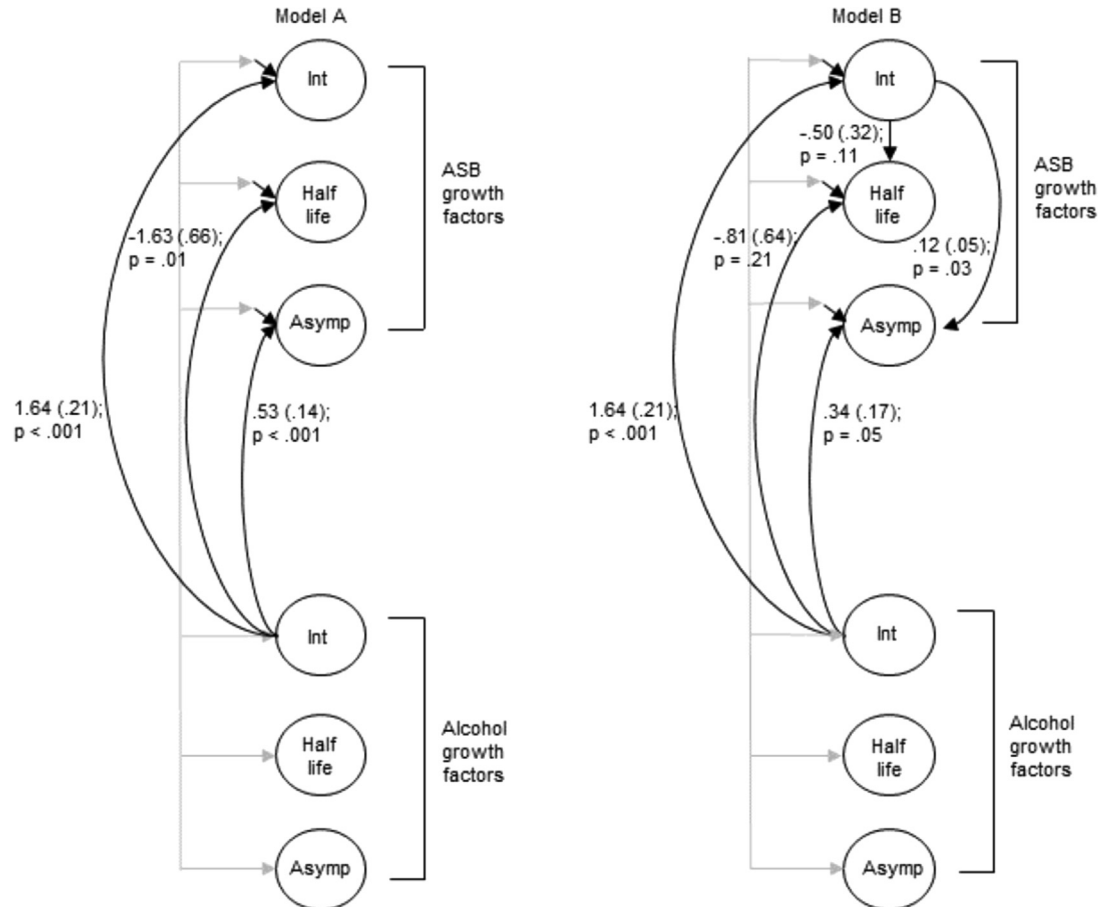 Model A
Int
Half
life
-1.63 (.66);
p = .01
Asymp
ASB
growth
factors
1.64 (.21);
p < .001
.53 (.14);
p < .001
Int
Half
life
Asymp
Alcohol
growth
factors
Model B
Int
-.50 (.32);
p = .11
Half
life
-.81 (.64);
p = .21
.12 (.05);
p = .03
Asymp
ASB
growth
factors
1.64 (.21);
p < .001
.34 (.17);
p = .05
Int
Half
life
Asymp
Alcohol
growth
factors